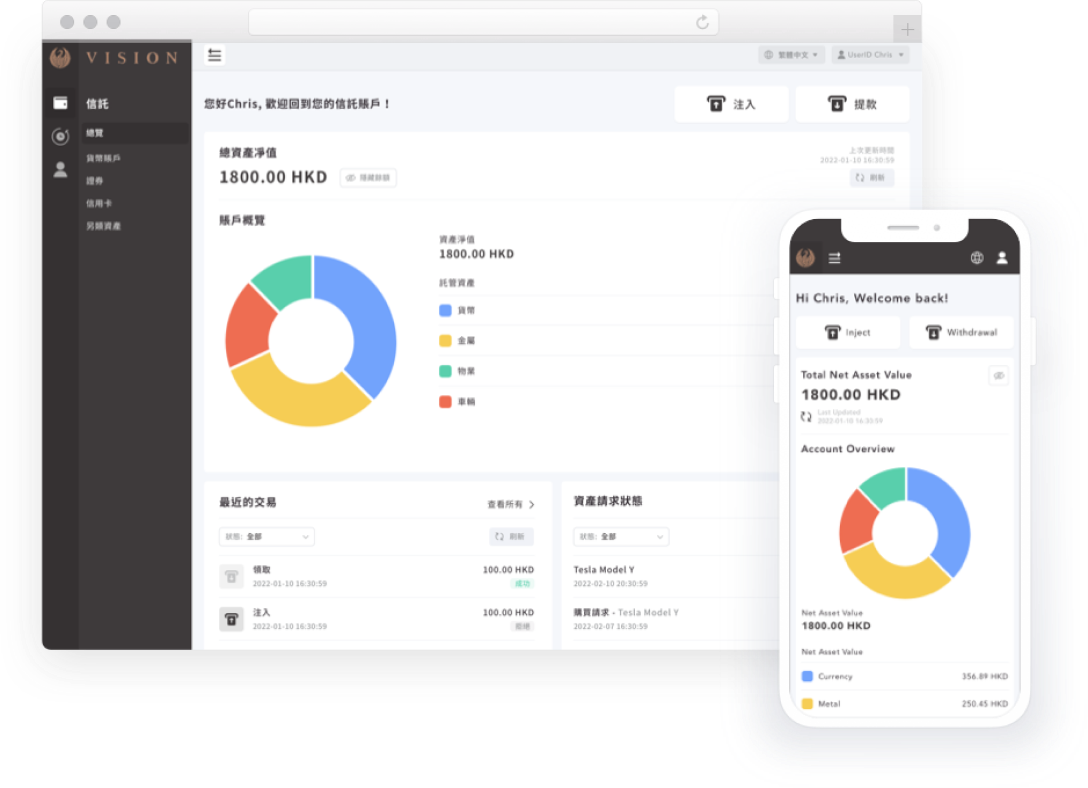 VISION
繁體中文
UserID Chris
信託
總覽
貨幣賬戶
證券
信用卡
另類資產
您好Chris, 歡迎回到您的信託賬戶！
注入
提款
總資產淨值
1800.00 HKD
隱藏餘額
上次更新時間
2022-01-10 16:30:59
刷新
賬戶概覽
資產淨值
1800.00 HKD
託管資產
貨幣
金屬
物業
車輛
最近的交易
查看所有
狀態: 全部
刷新
領取
100.00 HKD
2022-01-10 16:30:59
成功
注入
100.00 HKD
2022-01-10 16:30:59
資產請求狀態
狀態: 全部
Tesla Model Y
2022-02-10 20:30:59
購買請求 - Tesla Model Y
2022-02-07 16:30:59
Hi Chris, Welcome back!
Inject
Withdrawal
Total Net Asset Value
1800.00 HKD
Last Updated
2022-01-10 16:30:59
Account Overview
Net Asset Value
1800.00 HKD
Net Asset Value
Currency
356.89 HKD
Metal
250.45 HKD